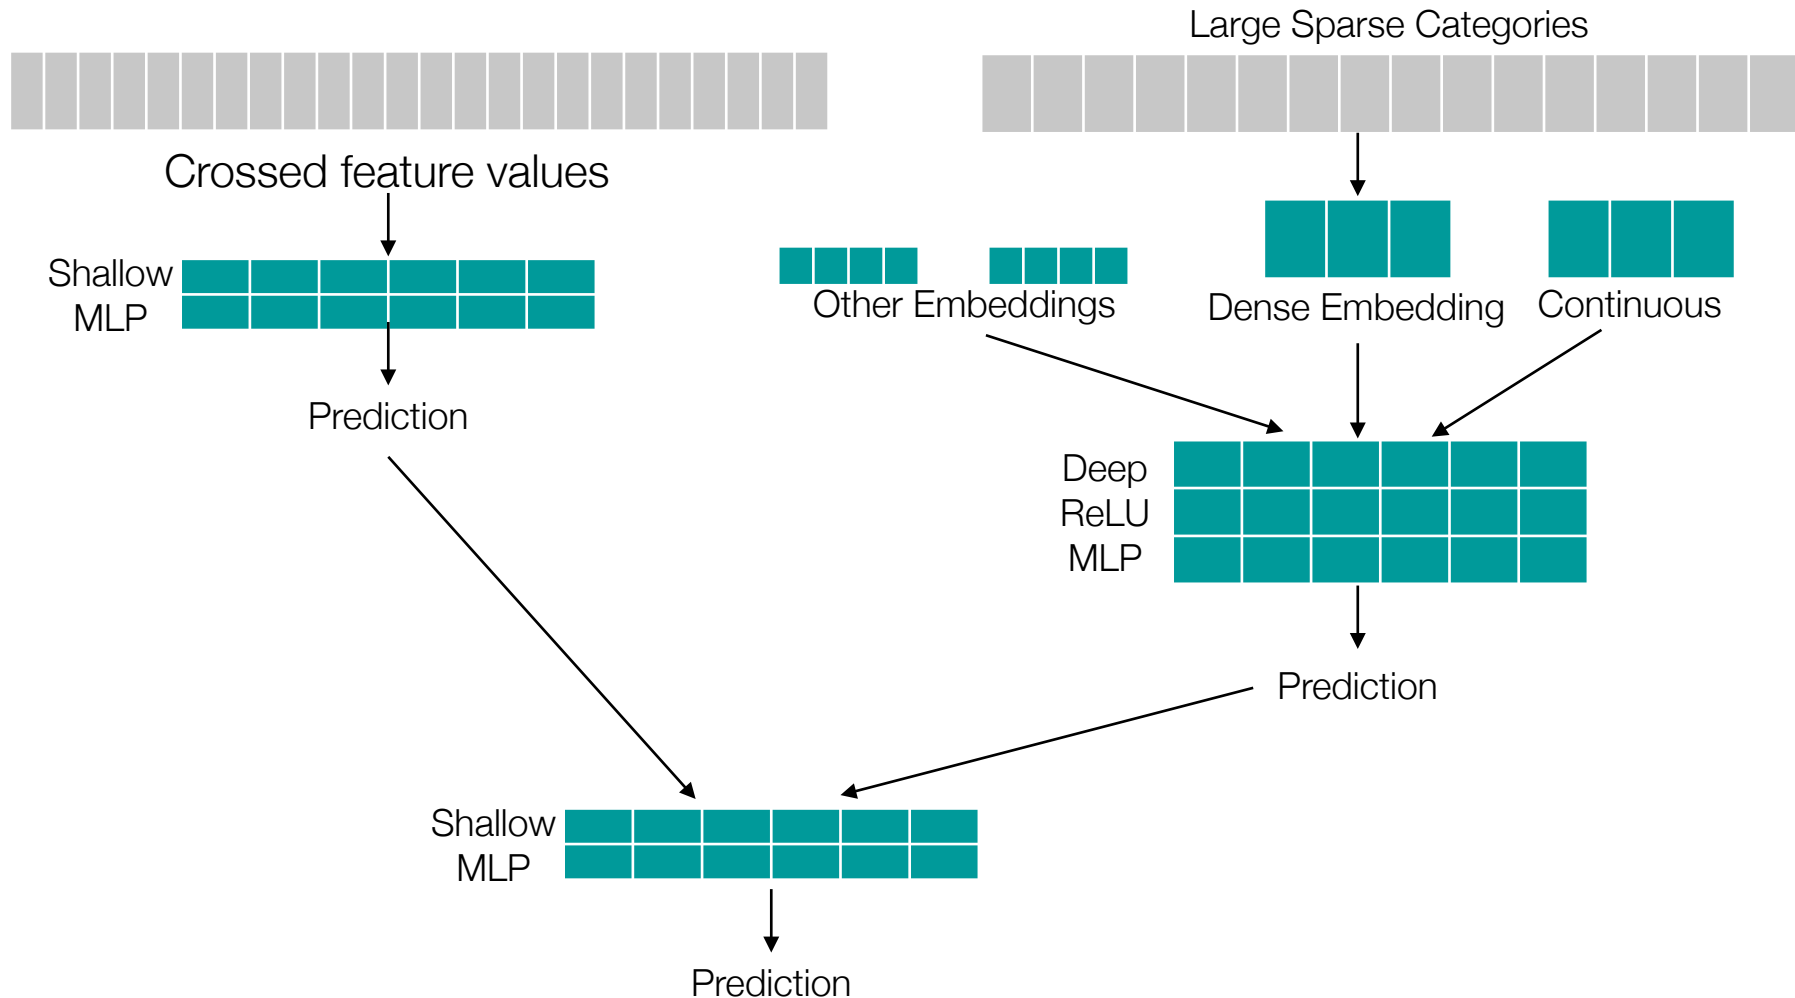 Large Sparse Categories
Crossed feature values
Shallow
MLP
Other Embeddings
Dense Embedding
Continuous
Prediction
Deep
ReLU
MLP
Prediction
Shallow
MLP
Prediction